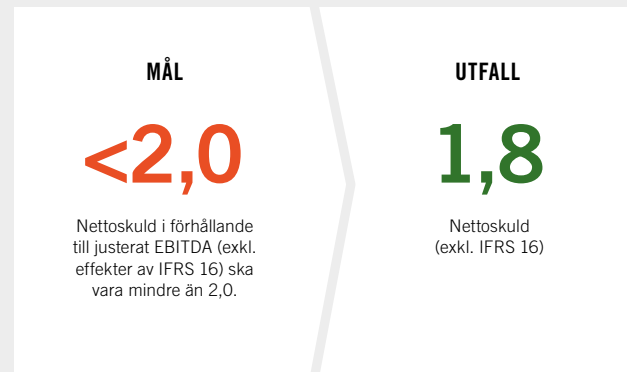 MÅL
<2,0
Nettoskuld i förhållande
till justerat EBITDA (exkl.
effekter av IFRS 16) ska
vara mindre än 2,0.
UTFALL
1,8
Nettoskuld
(exkl. IFRS 16)